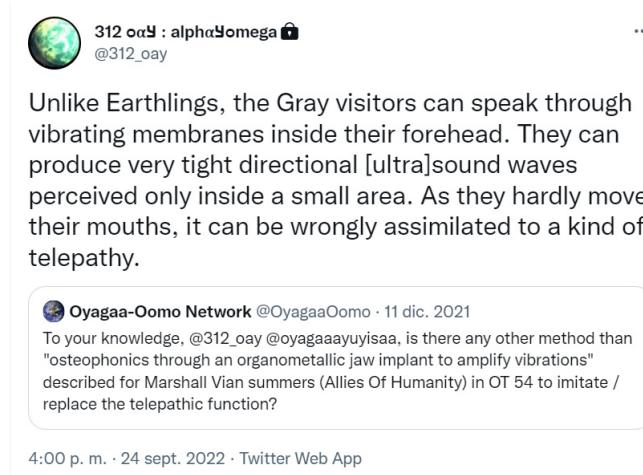 312 oαy : alphαyomega
@312_oay
Unlike Earthlings, the Gray visitors can speak through
vibrating membranes inside their forehead. They can
produce very tight directional [ultra]sound waves
perceived only inside a small area. As they hardly move
their mouths, it can be wrongly assimilated to a kind of
telepathy.
Oyagaa-Oomo Network @OyagaaOomo · 11 dic. 2021
To your knowledge, @312_oay @oyagaaayuyisaa, is there any other method than
"osteophonics through an organometallic jaw implant to amplify vibrations"
described for Marshall Vian summers (Allies Of Humanity) in OT 54 to imitate /
replace the telepathic function?
4:00 p. m. · 24 sept. 2022 · Twitter Web App